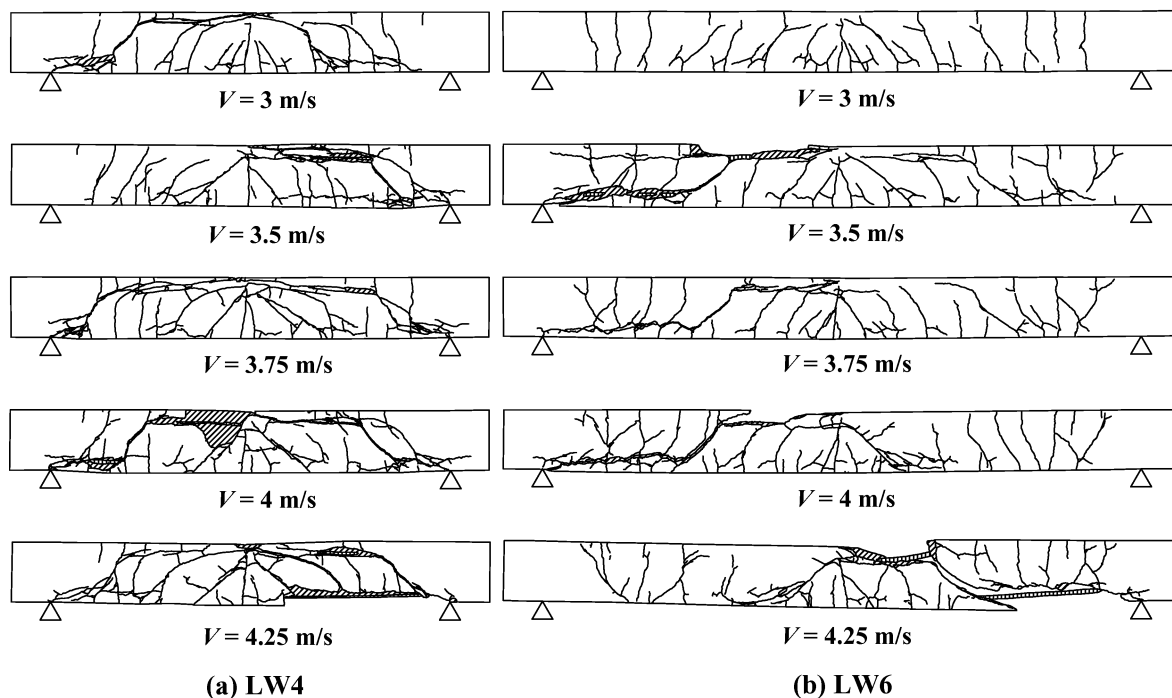 V = 3 m/s
V = 3 m/s
V = 3.5 m/s
V = 3.5 m/s
V = 3.75 m/s
V = 3.75 m/s
V = 4 m/s
V = 4 m/s
V = 4.25 m/s
V = 4.25 m/s
(a) LW4
(b) LW6